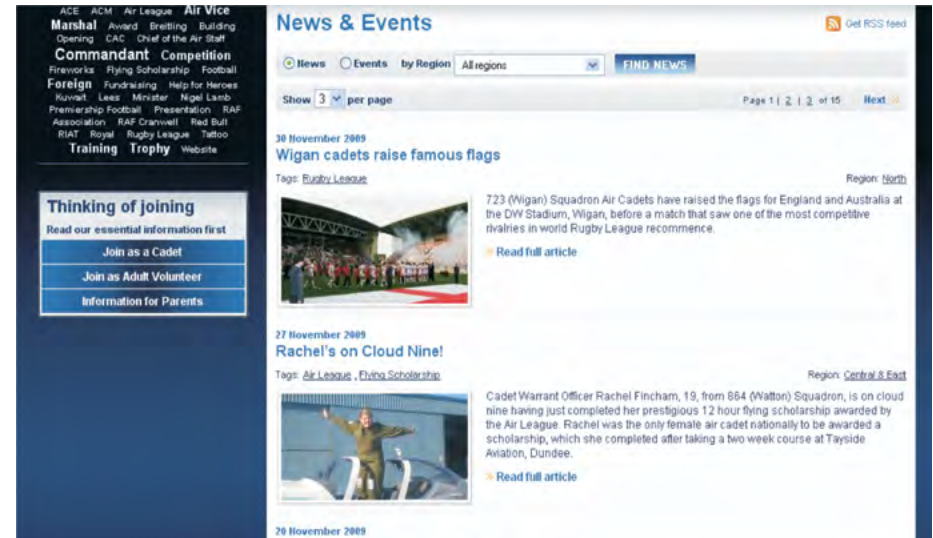 ACE ACM Air League Air Vice
Marshal Award Breitling Building
Opening CAC Chief of the Air Staff
Commandant Competition
Fireworks Flying Scholarship Football
Foreign Fundraising Help for Heroes
Kuwait Lees Minister Nigel Lamb
Premiership Football Presentation RAF
Association RAF Cranwell Red Bull
RIAT Royal Rugby League Tattoo
Training Trophy Website
Thinking of joining
Read our essential information first
Join as a Cadet
Join as Adult Volunteer
Information for Parents
News & Events
Get RSS feed
News Events by Region All regions FIND NEWS
Show 3 per page
Page 1 | 2 | 3 of 15 Next »
30 November 2009
Wigan cadets raise famous flags
Tags: Rugby League
Region: North
723 (Wigan) Squadron Air Cadets have raised the flags for England and Australia at
the DW Stadium, Wigan, before a match that saw one of the most competitive
rivalries in world Rugby League recommence.
» Read full article
27 November 2009
Rachel's on Cloud Nine!
Tags: Air League , Flying Scholarship
Region: Central & East
Cadet Warrant Officer Rachel Fincham, 19, from 864 (Watton) Squadron, is on cloud
nine having just completed her prestigious 12 hour flying scholarship awarded by
the Air League. Rachel was the only female air cadet nationally to be awarded a
scholarship, which she completed after taking a two week course at Tayside
Aviation, Dundee.
» Read full article
20 November 2009